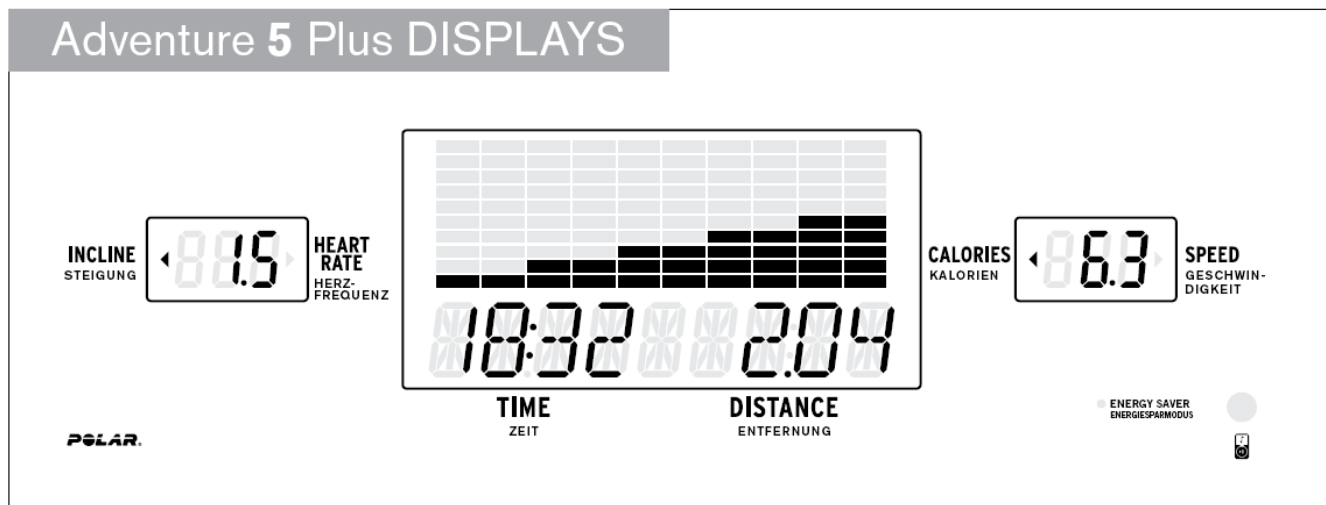 Adventure 5 Plus DISPLAYS
INCLINE
STEIGUNG
1.5
HEART
RATE
HERZ-
FREQUENZ
18:32
2.04
TIME
ZEIT
DISTANCE
ENTFERNUNG
CALORIES
KALORIEN
6.3
SPEED
GESCHWIN-
DIGKEIT
ENERGY SAVER
ENERGIESPARMODUS
POLAR.